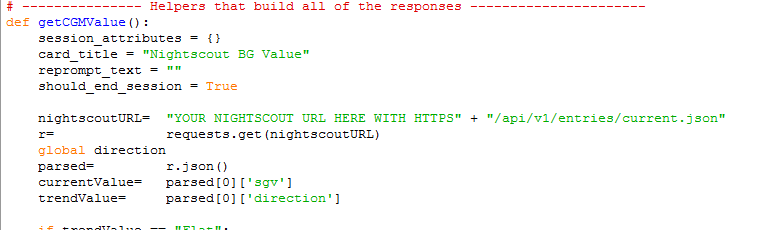 # --------------- Helpers that build all of the responses ----------------------
def getCGMValue():
    session_attributes = {}
    card_title = "Nightscout BG Value"
    reprompt_text = ""
    should_end_session = True

    nightscoutURL=  "YOUR NIGHTSCOUT URL HERE WITH HTTPS" + "/api/v1/entries/current.json"
    r=              requests.get(nightscoutURL)
    global direction
    parsed=         r.json()
    currentValue=   parsed[0]['sgv']
    trendValue=     parsed[0]['direction']

    if trendValue == "Flat":